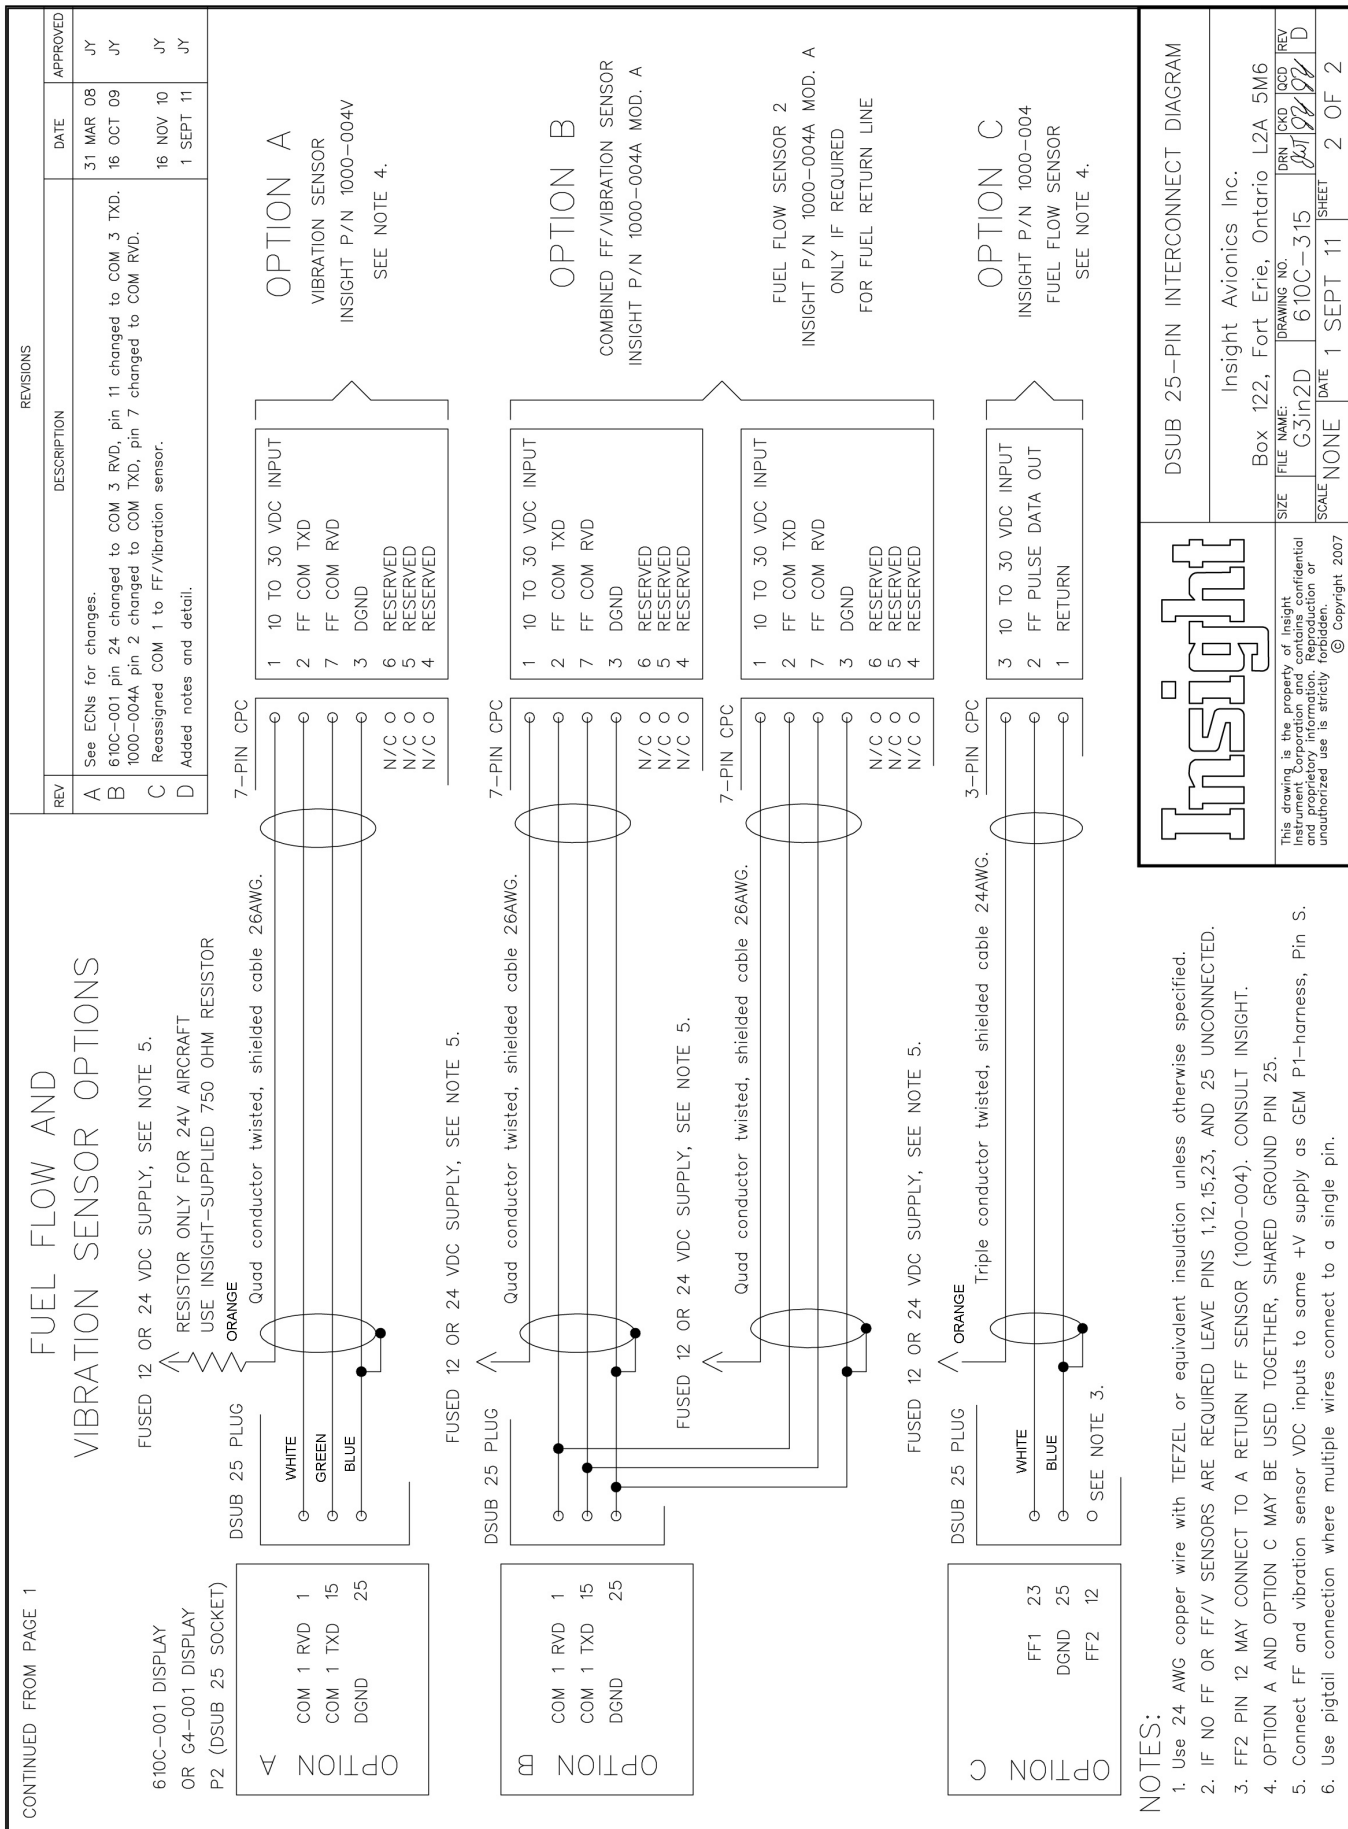 CONTINUED FROM PAGE 1
FUEL FLOW AND
VIBRATION SENSOR OPTIONS
REVISIONS
REV DESCRIPTION DATE APPROVED
A See ECNs for changes. 31 MAR 08 JY
B 610C-001 pin 24 changed to COM 3 RVD, pin 11 changed to COM 3 TXD. 16 OCT 09 JY
1000-004A pin 2 changed to COM TXD, pin 7 changed to COM RVD.
C Reassigned COM 1 to FF/Vibration sensor. 16 NOV 10 JY
D Added notes and detail. 1 SEPT 11 JY
610C-001 DISPLAY
OR G4-001 DISPLAY
P2 (DSUB 25 SOCKET)
FUSED 12 OR 24 VDC SUPPLY, SEE NOTE 5.
RESISTOR ONLY FOR 24V AIRCRAFT
USE INSIGHT-SUPPLIED 750 OHM RESISTOR
ORANGE
DSUB 25 PLUG
Quad conductor twisted, shielded cable 26AWG.
7-PIN CPC
OPTION A
COM 1 RVD 1
COM 1 TXD 15
DGND 25
WHITE
GREEN
BLUE
N/C
N/C
N/C
1 10 TO 30 VDC INPUT
2 FF COM TXD
7 FF COM RVD
3 DGND
6 RESERVED
5 RESERVED
4 RESERVED
OPTION A
VIBRATION SENSOR
INSIGHT P/N 1000-004V
SEE NOTE 4.
FUSED 12 OR 24 VDC SUPPLY, SEE NOTE 5.
DSUB 25 PLUG
Quad conductor twisted, shielded cable 26AWG.
7-PIN CPC
OPTION B
COM 1 RVD 1
COM 1 TXD 15
DGND 25
N/C
N/C
N/C
1 10 TO 30 VDC INPUT
2 FF COM TXD
7 FF COM RVD
3 DGND
6 RESERVED
5 RESERVED
4 RESERVED
OPTION B
COMBINED FF/VIBRATION SENSOR
INSIGHT P/N 1000-004A MOD. A
FUSED 12 OR 24 VDC SUPPLY, SEE NOTE 5.
Quad conductor twisted, shielded cable 26AWG.
7-PIN CPC
N/C
N/C
N/C
1 10 TO 30 VDC INPUT
2 FF COM TXD
7 FF COM RVD
3 DGND
6 RESERVED
5 RESERVED
4 RESERVED
FUEL FLOW SENSOR 2
INSIGHT P/N 1000-004A MOD. A
ONLY IF REQUIRED
FOR FUEL RETURN LINE
FUSED 12 OR 24 VDC SUPPLY, SEE NOTE 5.
ORANGE
DSUB 25 PLUG
Triple conductor twisted, shielded cable 24AWG.
3-PIN CPC
OPTION C
FF1 23
DGND 25
FF2 12
WHITE
BLUE
SEE NOTE 3.
3 10 TO 30 VDC INPUT
2 FF PULSE DATA OUT
1 RETURN
OPTION C
INSIGHT P/N 1000-004
FUEL FLOW SENSOR
SEE NOTE 4.
NOTES:
1. Use 24 AWG copper wire with TEFZEL or equivalent insulation unless otherwise specified.
2. IF NO FF OR FF/V SENSORS ARE REQUIRED LEAVE PINS 1,12,15,23, AND 25 UNCONNECTED.
3. FF2 PIN 12 MAY CONNECT TO A RETURN FF SENSOR (1000-004). CONSULT INSIGHT.
4. OPTION A AND OPTION C MAY BE USED TOGETHER, SHARED GROUND PIN 25.
5. Connect FF and vibration sensor VDC inputs to same +V supply as GEM P1-harness, Pin S.
6. Use pigtail connection where multiple wires connect to a single pin.
Insight
This drawing is the property of Insight
Instrument Corporation and contains confidential
and proprietary information. Reproduction or
unauthorized use is strictly forbidden.
© Copyright 2007
DSUB 25-PIN INTERCONNECT DIAGRAM
Insight Avionics Inc.
Box 122, Fort Erie, Ontario L2A 5M6
SIZE FILE NAME: G3in2D DRAWING NO. 610C-315 DRN CKD QCD REV D
SCALE NONE DATE 1 SEPT 11 SHEET 2 OF 2